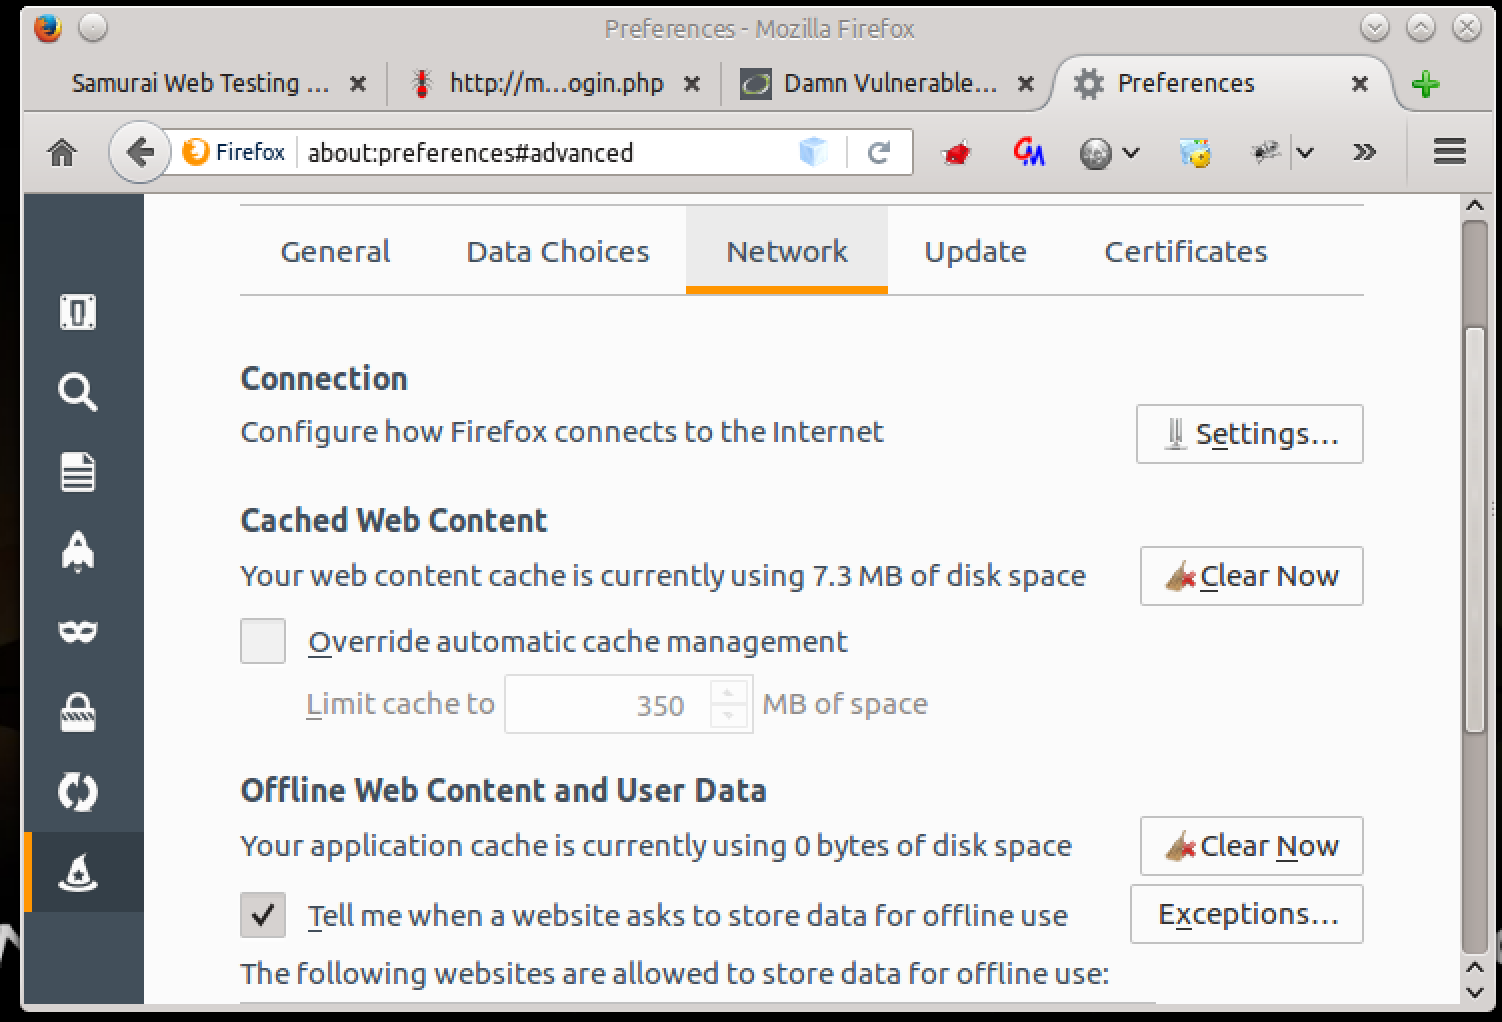 Preferences - Mozilla Firefox
Samurai Web Testing ... http://m...ogin.php Damn Vulnerable... Preferences
Firefox about:preferences#advanced
General Data Choices Network Update Certificates
Connection
Configure how Firefox connects to the Internet Settings...
Cached Web Content
Your web content cache is currently using 7.3 MB of disk space Clear Now
Override automatic cache management
Limit cache to 350 MB of space
Offline Web Content and User Data
Your application cache is currently using 0 bytes of disk space Clear Now
Tell me when a website asks to store data for offline use Exceptions...
The following websites are allowed to store data for offline use: